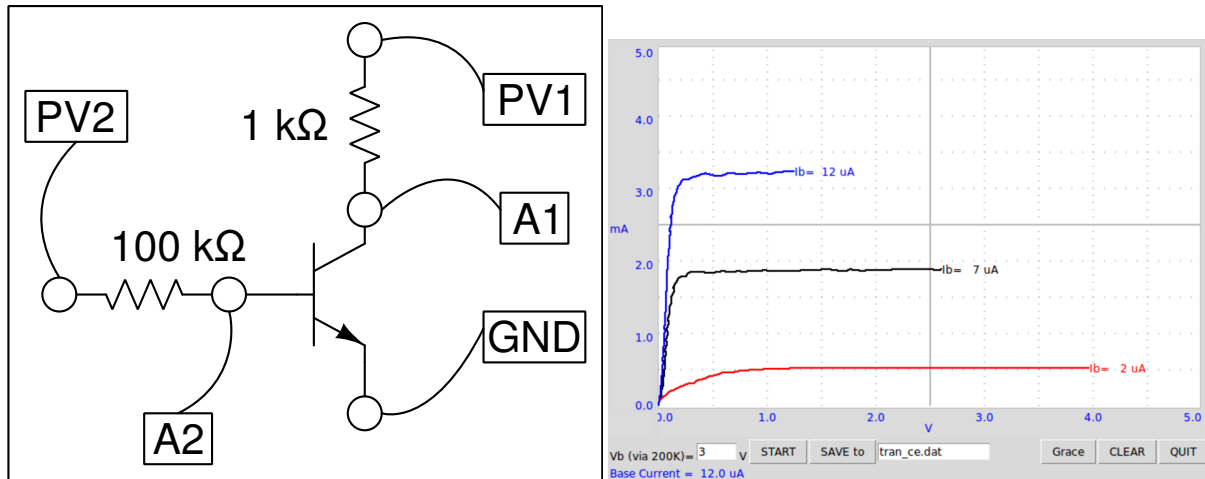 PV2
PV1
1 kΩ
A1
100 kΩ
GND
A2
5.0
4.0
3.0
mA
2.0
1.0
0.0
Ib= 12 uA
Ib= 7 uA
Ib= 2 uA
).0
1.0
2.0
3.0
4.0
5.0
V
Vb (via 200K)= 3 V START SAVE to tran_ce.dat Grace CLEAR QUIT
Base Current = 12.0 uA